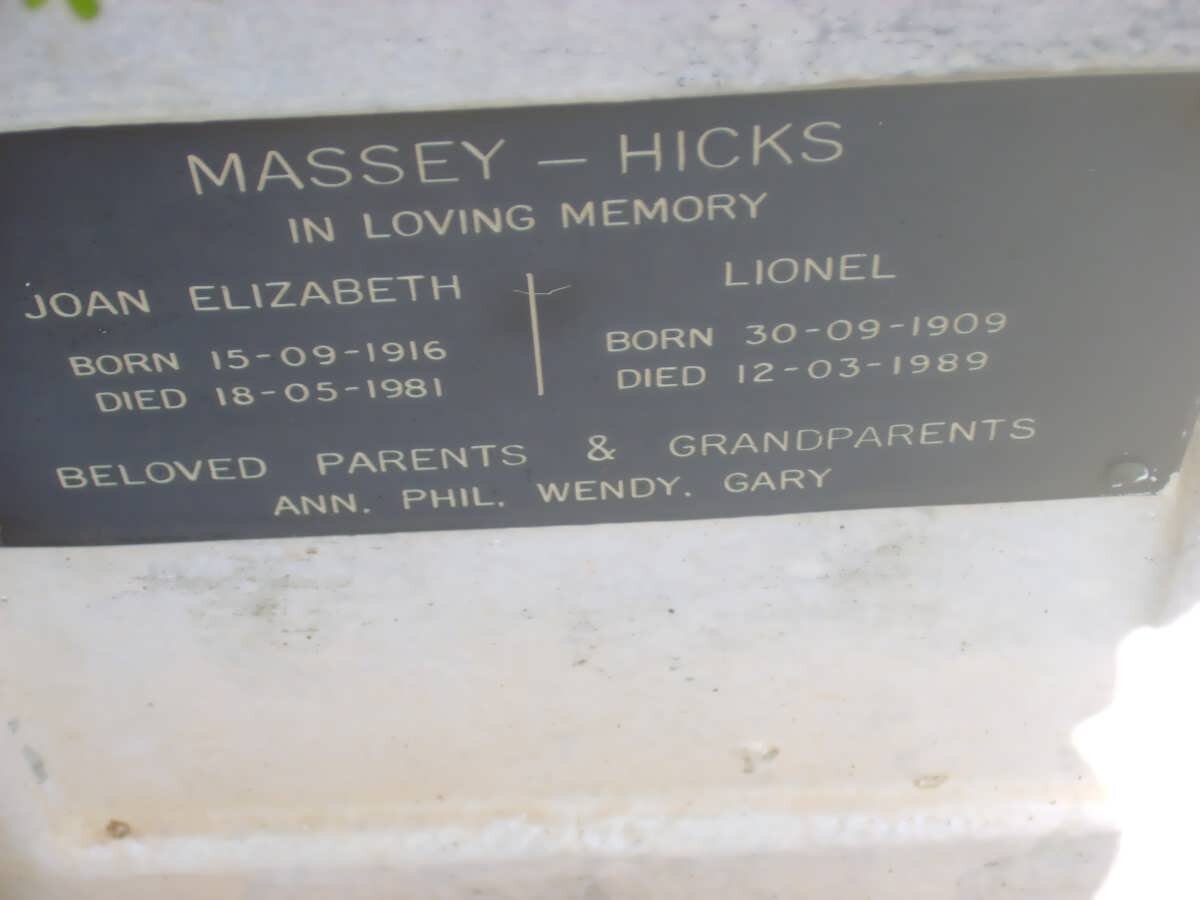 MASSEY - HICKS
IN LOVING MEMORY
JOAN ELIZABETH
BORN 15-09-1916
DIED 18-05-1981
LIONEL
BORN 30-09-1909
DIED 12-03-1989
BELOVED PARENTS & GRANDPARENTS
ANN. PHIL. WENDY. GARY